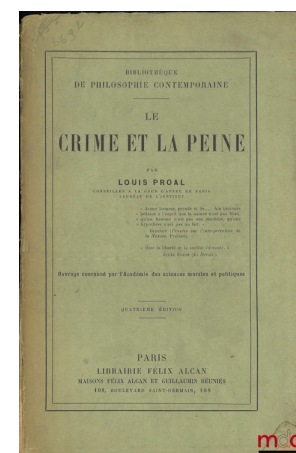 BIBLIOTHÈQUE
DE PHILOSOPHIE CONTEMPORAINE
LE
CRIME ET LA PEINE
PAR
LOUIS PROAL
CONSEILLER A LA COUR D'APPEL DE PARIS
LAURÉAT DE L'INSTITUT
Ouvrage couronné par l'Académie des sciences morales et politiques
QUATRIÈME ÉDITION
PARIS
LIBRAIRIE FÉLIX ALCAN
MAISONS FÉLIX ALCAN ET GUILLAUMIN RÉUNIES
108, BOULEVARD SAINT-GERMAIN, 108